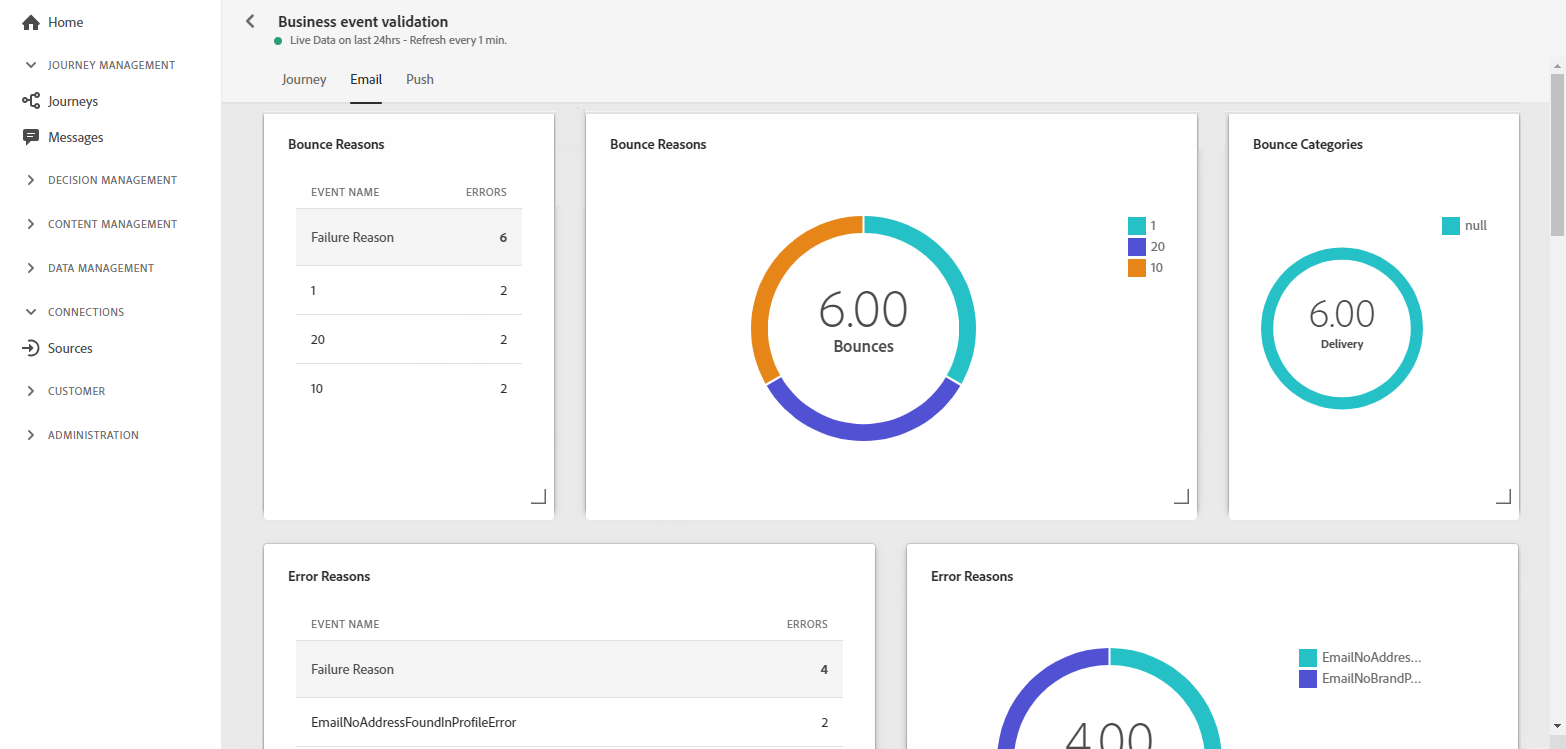 Home
JOURNEY MANAGEMENT
Journeys
Messages
DECISION MANAGEMENT
CONTENT MANAGEMENT
DATA MANAGEMENT
CONNECTIONS
Sources
CUSTOMER
ADMINISTRATION
Business event validation
Live Data on last 24hrs - Refresh every 1 min.
Journey Email Push
Bounce Reasons
EVENT NAME ERRORS
Failure Reason 6
1 2
20 2
10 2
Bounce Reasons
6.00
Bounces
1
20
10
Bounce Categories
null
6.00
Delivery
Error Reasons
EVENT NAME ERRORS
Failure Reason 4
EmailNoAddressFoundInProfileError 2
Error Reasons
EmailNoAddres...
EmailNoBrandP...
4.00